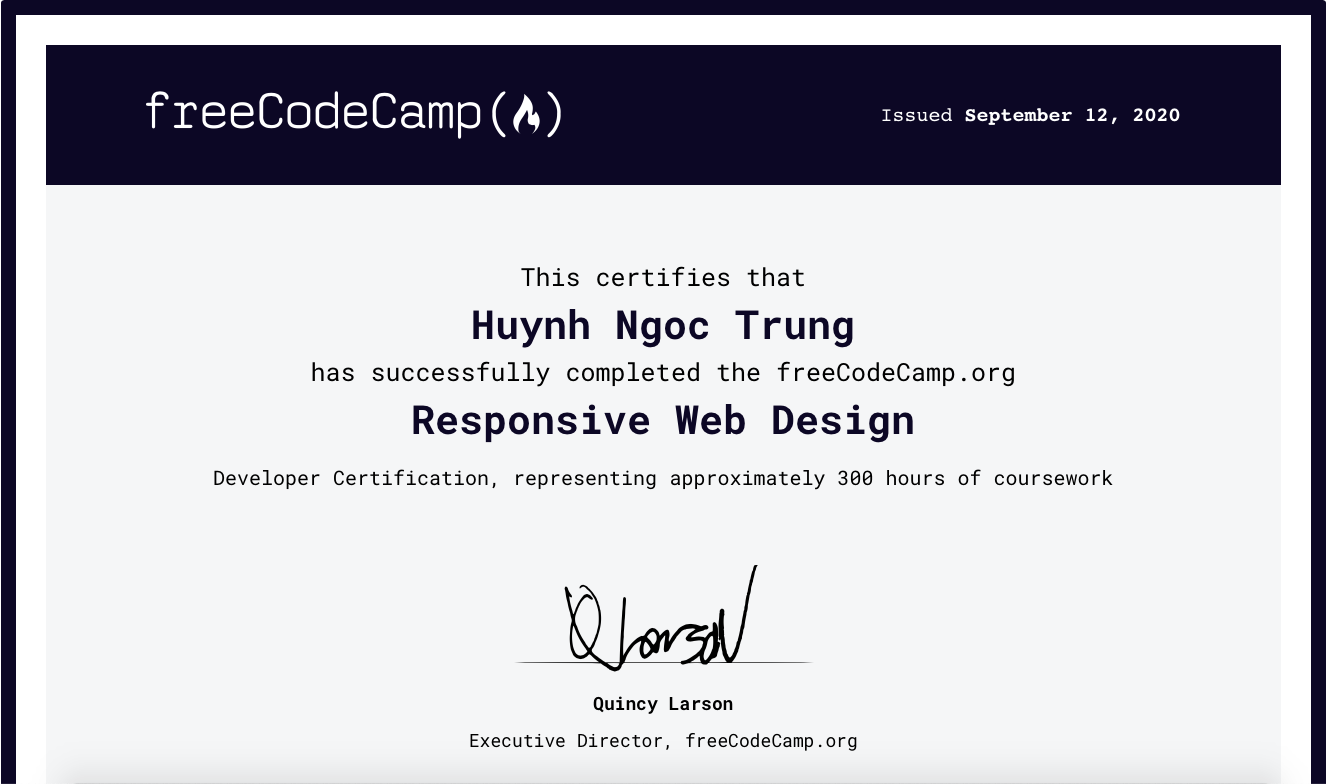 freeCodeCamp(🔥)
Issued September 12, 2020
This certifies that
Huynh Ngoc Trung
has successfully completed the freeCodeCamp.org
Responsive Web Design
Developer Certification, representing approximately 300 hours of coursework
Q Larson
Quincy Larson
Executive Director, freeCodeCamp.org